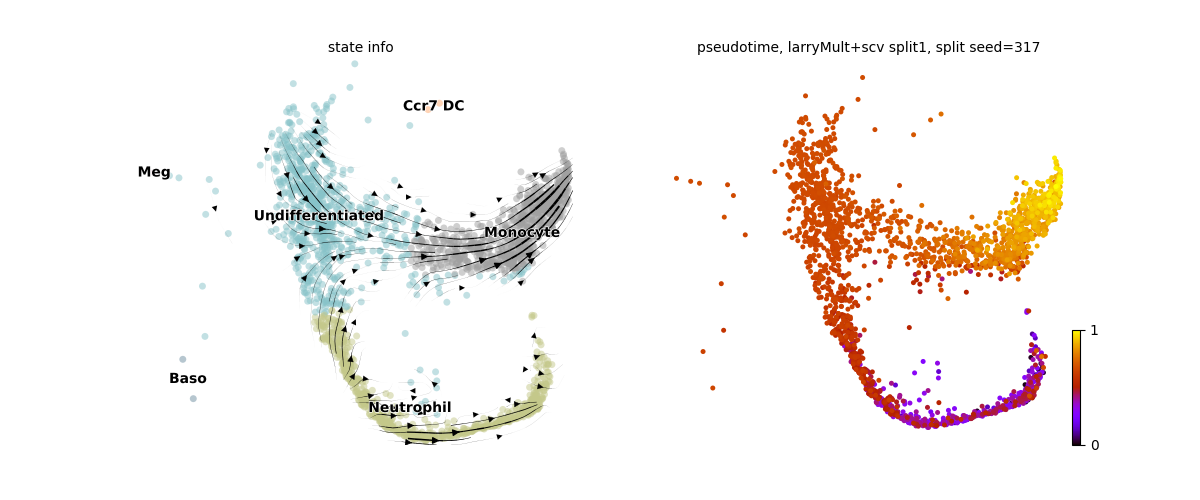 state info
pseudotime, larryMult+scv split1, split seed=317
Ccr7 DC
Meg
Undifferentiated
Monocyte
Baso
Neutrophil
1
0